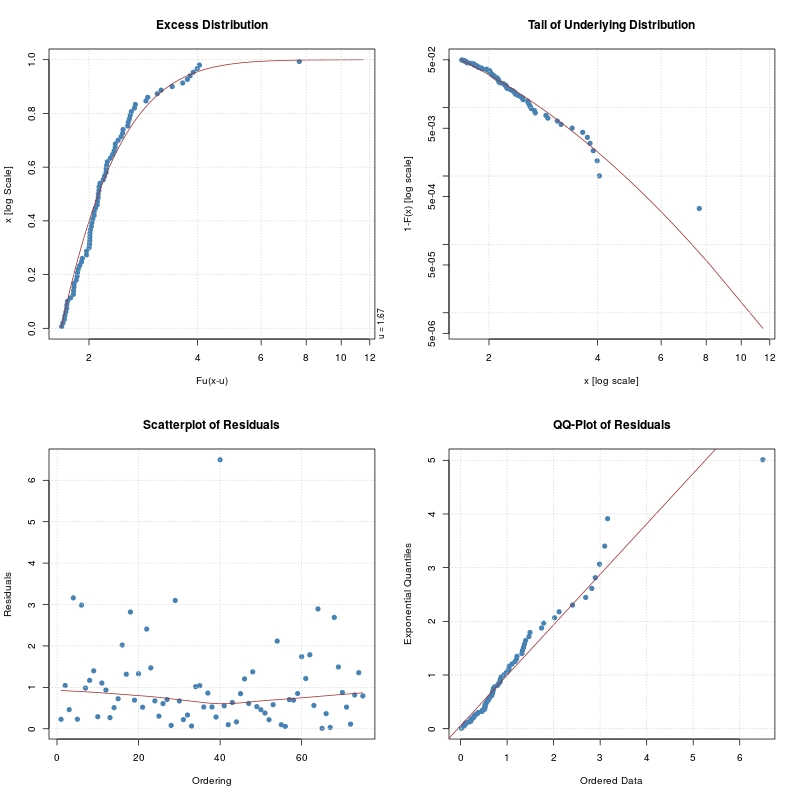 Excess Distribution
x [log Scale]
0.0 0.2 0.4 0.6 0.8 1.0
2 4 6 8 10 12
Fu(x-u)
u = 1.67
Tail of Underlying Distribution
1-F(x) [log scale]
5e-06 5e-05 5e-04 5e-03 5e-02
2 4 6 8 10 12
x [log scale]
Scatterplot of Residuals
Residuals
0 1 2 3 4 5 6
0 20 40 60
Ordering
QQ-Plot of Residuals
Exponential Quantiles
0 1 2 3 4 5
0 1 2 3 4 5 6
Ordered Data